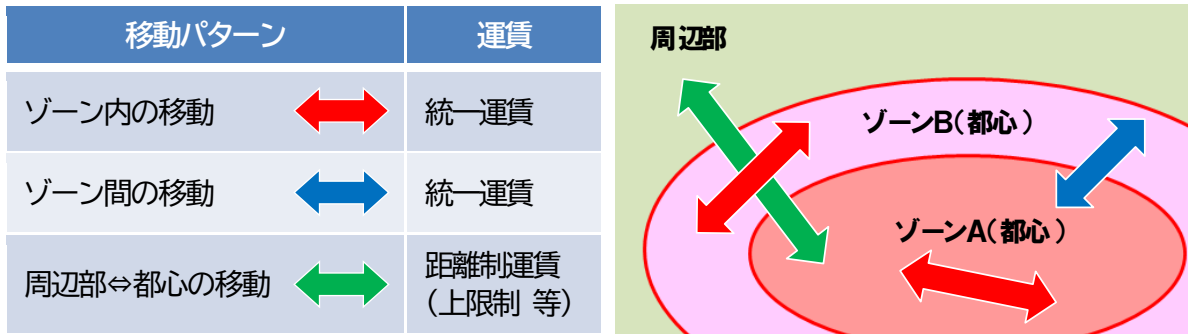 移動パターン 運賃
ゾーン内の移動 統一運賃
ゾーン間の移動 統一運賃
周辺部⇔都心の移動 距離制運賃
（上限制 等）
周辺部
ゾーンB（都心）
ゾーンA（都心）